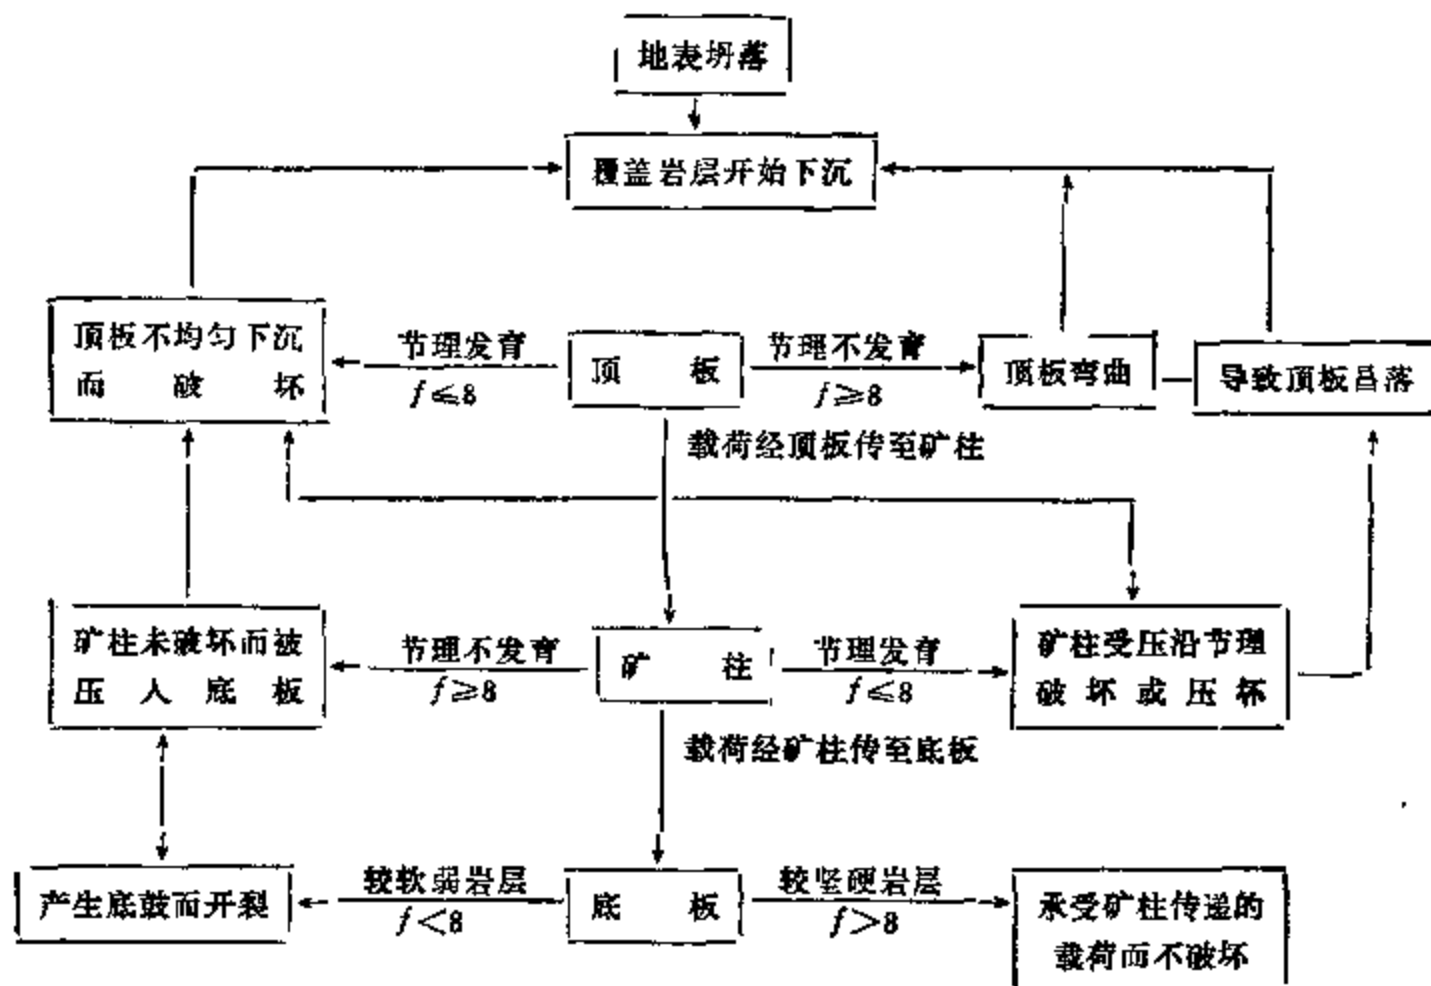 地表坍落
覆盖岩层开始下沉
顶板不均匀下沉
而破坏
节理发育
f≤8
顶板
节理不发育
f≥8
顶板弯曲
导致顶板昌落
载荷经顶板传至矿柱
矿柱未破坏而被
压入底板
节理不发育
f≥8
矿柱
节理发育
f≤8
矿柱受压沿节理
破坏或压坏
载荷经矿柱传至底板
产生底鼓而开裂
较软弱岩层
f<8
底板
较坚硬岩层
f>8
承受矿柱传递的
载荷而不破坏